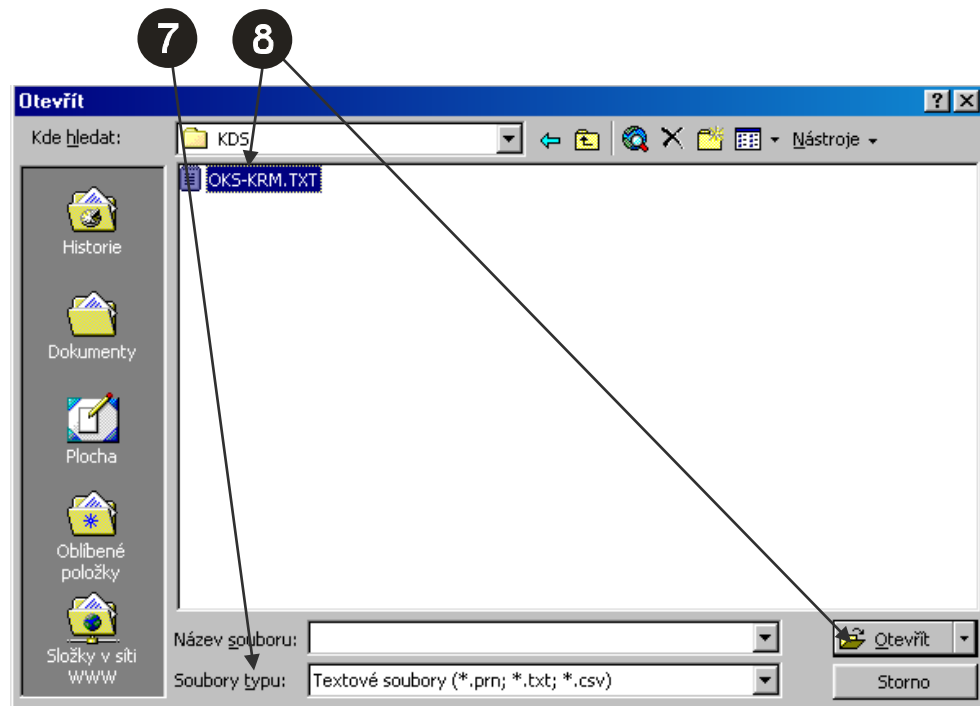 7 8
Otevřít
Kde hledat:
KDS
Nástroje
OKS-KRM.TXT
Historie
Dokumenty
Plocha
Oblíbené
položky
Složky v síti
WWW
Název souboru:
Otevřít
Soubory typu:
Textové soubory (*.prn; *.txt; *.csv)
Storno